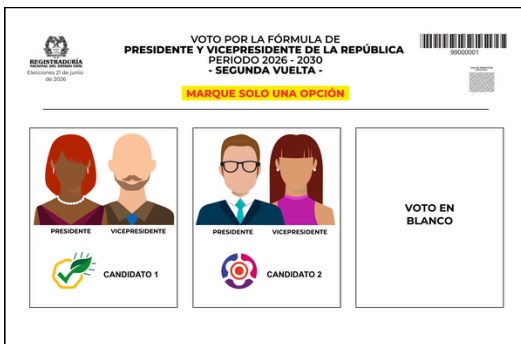 VOTO POR LA FÓRMULA DE
PRESIDENTE Y VICEPRESIDENTE DE LA REPÚBLICA
PERIODO 2026 - 2030
- SEGUNDA VUELTA -
REGISTRADURÍA
NACIONAL DEL ESTADO CIVIL
Elecciones 21 de junio
de 2026
99000001
MARQUE SOLO UNA OPCIÓN
PRESIDENTE VICEPRESIDENTE
CANDIDATO 1
PRESIDENTE VICEPRESIDENTE
CANDIDATO 2
VOTO EN
BLANCO